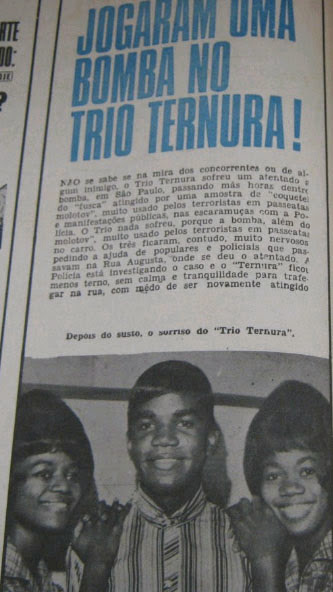 RTE
DO:
?
JOGARAM UMA
BOMBA NO
TRIO TERNURA!
NÃO se sabe se na mira dos concorrentes ou de al-
gum inimigo, o Trio Ternura sofreu um atentado a
bomba, em São Paulo, passando más horas dentro
do "fusca" atingido por uma amostra de "coquetel
molotov", muito usado pelos terroristas em passeatas
e manifestações públicas, nas escaramuças com a Po-
lícia. O Trio nada sofreu, porque a bomba, além do
molotov", muito usado pelos terroristas em passeatas
no carro. Os três ficaram, contudo, muito nervosos
pedindo a ajuda de populares e policiais que pas-
savam na Rua Augusta, onde se deu o atentado. A
Polícia está investigando o caso e o "Ternura" ficou
menos terno, sem calma e tranquilidade para trafe-
gar na rua, com médo de ser novamente atingido
Depois do susto, o sorriso do "Trio Ternura".